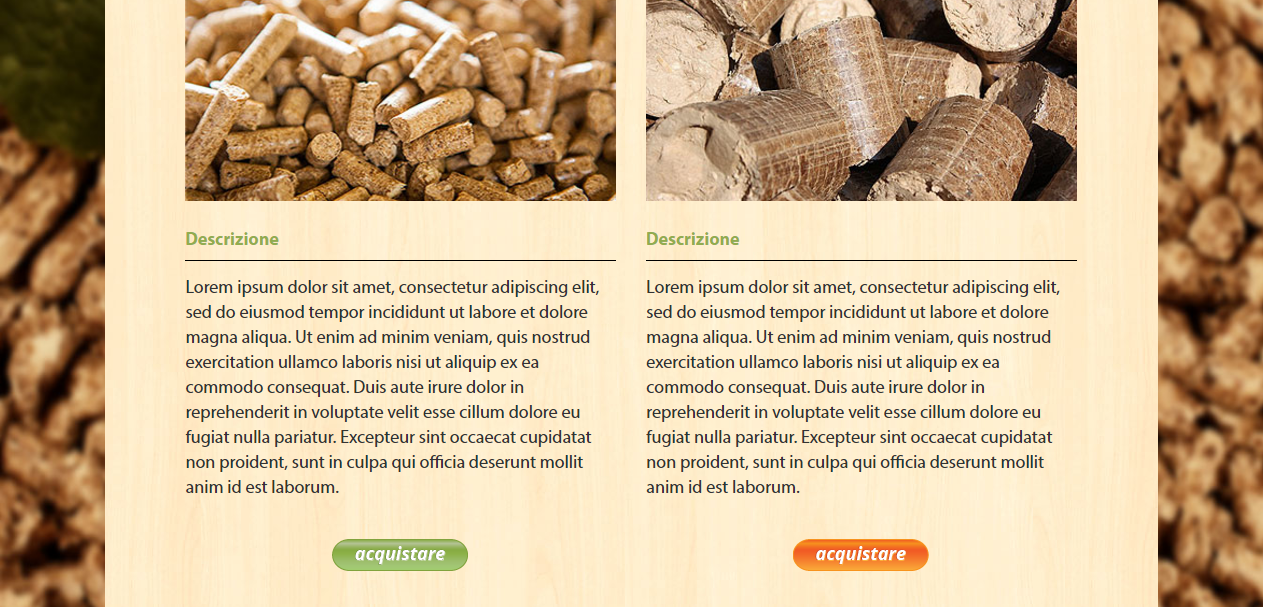 Descrizione
Lorem ipsum dolor sit amet, consectetur adipiscing elit,
sed do eiusmod tempor incididunt ut labore et dolore
magna aliqua. Ut enim ad minim veniam, quis nostrud
exercitation ullamco laboris nisi ut aliquip ex ea
commodo consequat. Duis aute irure dolor in
reprehenderit in voluptate velit esse cillum dolore eu
fugiat nulla pariatur. Excepteur sint occaecat cupidatat
non proident, sunt in culpa qui officia deserunt mollit
anim id est laborum.
acquistare
Descrizione
Lorem ipsum dolor sit amet, consectetur adipiscing elit,
sed do eiusmod tempor incididunt ut labore et dolore
magna aliqua. Ut enim ad minim veniam, quis nostrud
exercitation ullamco laboris nisi ut aliquip ex ea
commodo consequat. Duis aute irure dolor in
reprehenderit in voluptate velit esse cillum dolore eu
fugiat nulla pariatur. Excepteur sint occaecat cupidatat
non proident, sunt in culpa qui officia deserunt mollit
anim id est laborum.
acquistare